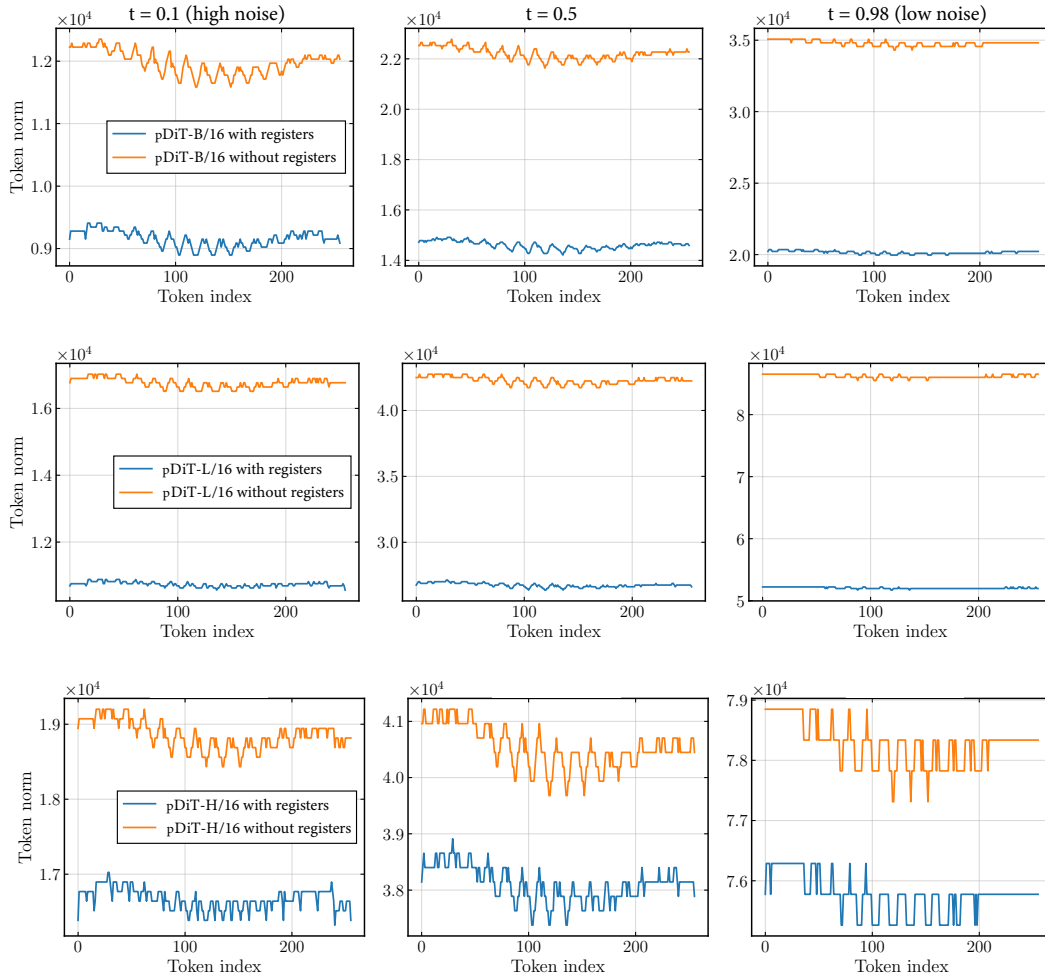 t = 0.1 (high noise)
t = 0.5
t = 0.98 (low noise)
×10⁴
1.2
1.1
1.0
0.9
Token norm
pDiT-B/16 with registers
pDiT-B/16 without registers
0 100 200
Token index
×10⁴
2.2
2.0
1.8
1.6
1.4
0 100 200
Token index
×10⁴
3.5
3.0
2.5
2.0
0 100 200
Token index
×10⁴
1.6
1.4
1.2
Token norm
pDiT-L/16 with registers
pDiT-L/16 without registers
0 100 200
Token index
×10⁴
4.0
3.5
3.0
0 100 200
Token index
×10⁴
8
7
6
5
0 100 200
Token index
×10⁴
1.9
1.9
1.7
Token norm
pDiT-H/16 with registers
pDiT-H/16 without registers
0 100 200
Token index
×10⁴
4.1
4.0
3.9
3.8
0 100 200
Token index
×10⁴
7.9
7.8
7.7
7.6
0 100 200
Token index